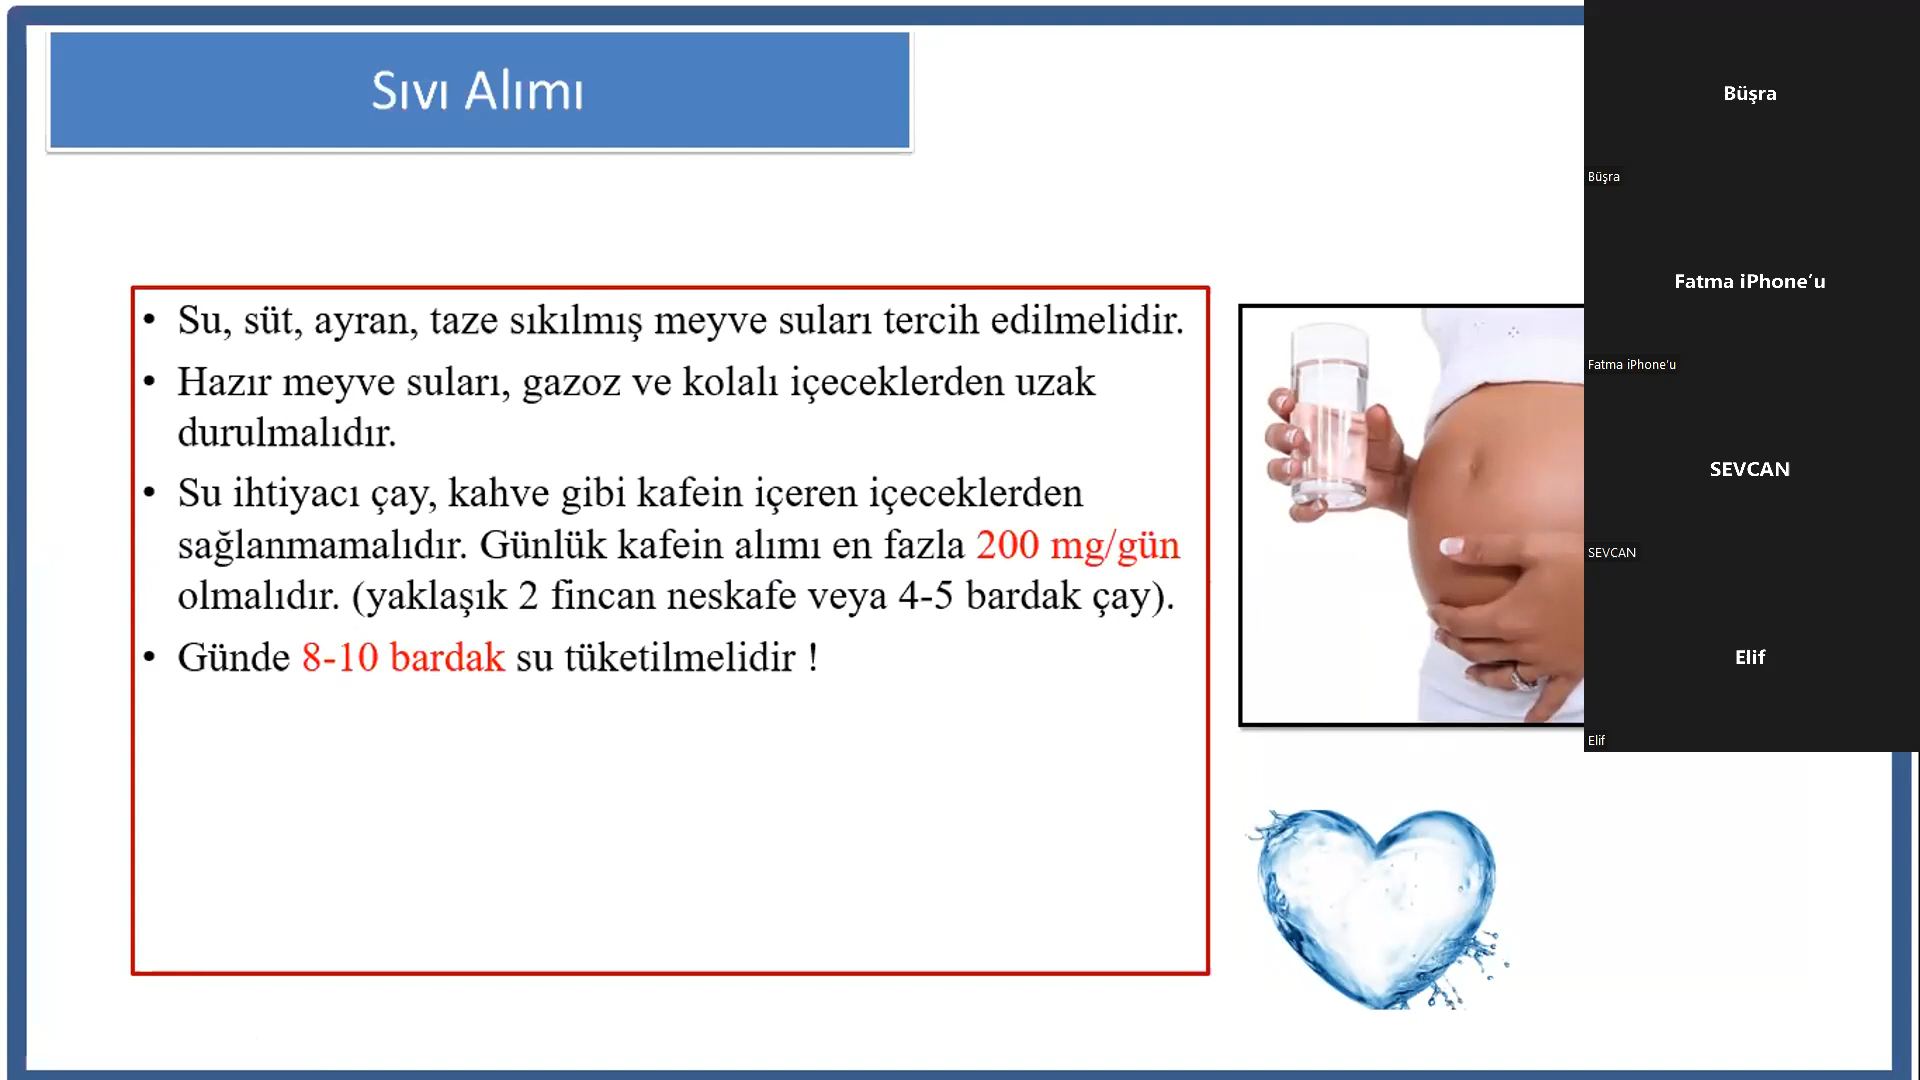 Sıvı Alımı
• Su, süt, ayran, taze sıkılmış meyve suları tercih edilmelidir.
• Hazır meyve suları, gazoz ve kolalı içeceklerden uzak
durulmalıdır.
• Su ihtiyacı çay, kahve gibi kafein içeren içeceklerden
sağlanmamalıdır. Günlük kafein alımı en fazla 200 mg/gün
olmalıdır. (yaklaşık 2 fincan neskafe veya 4-5 bardak çay).
• Günde 8-10 bardak su tüketilmelidir !
Büşra
Büşra
Fatma iPhone’u
Fatma iPhone’u
SEVCAN
SEVCAN
Elif
Elif